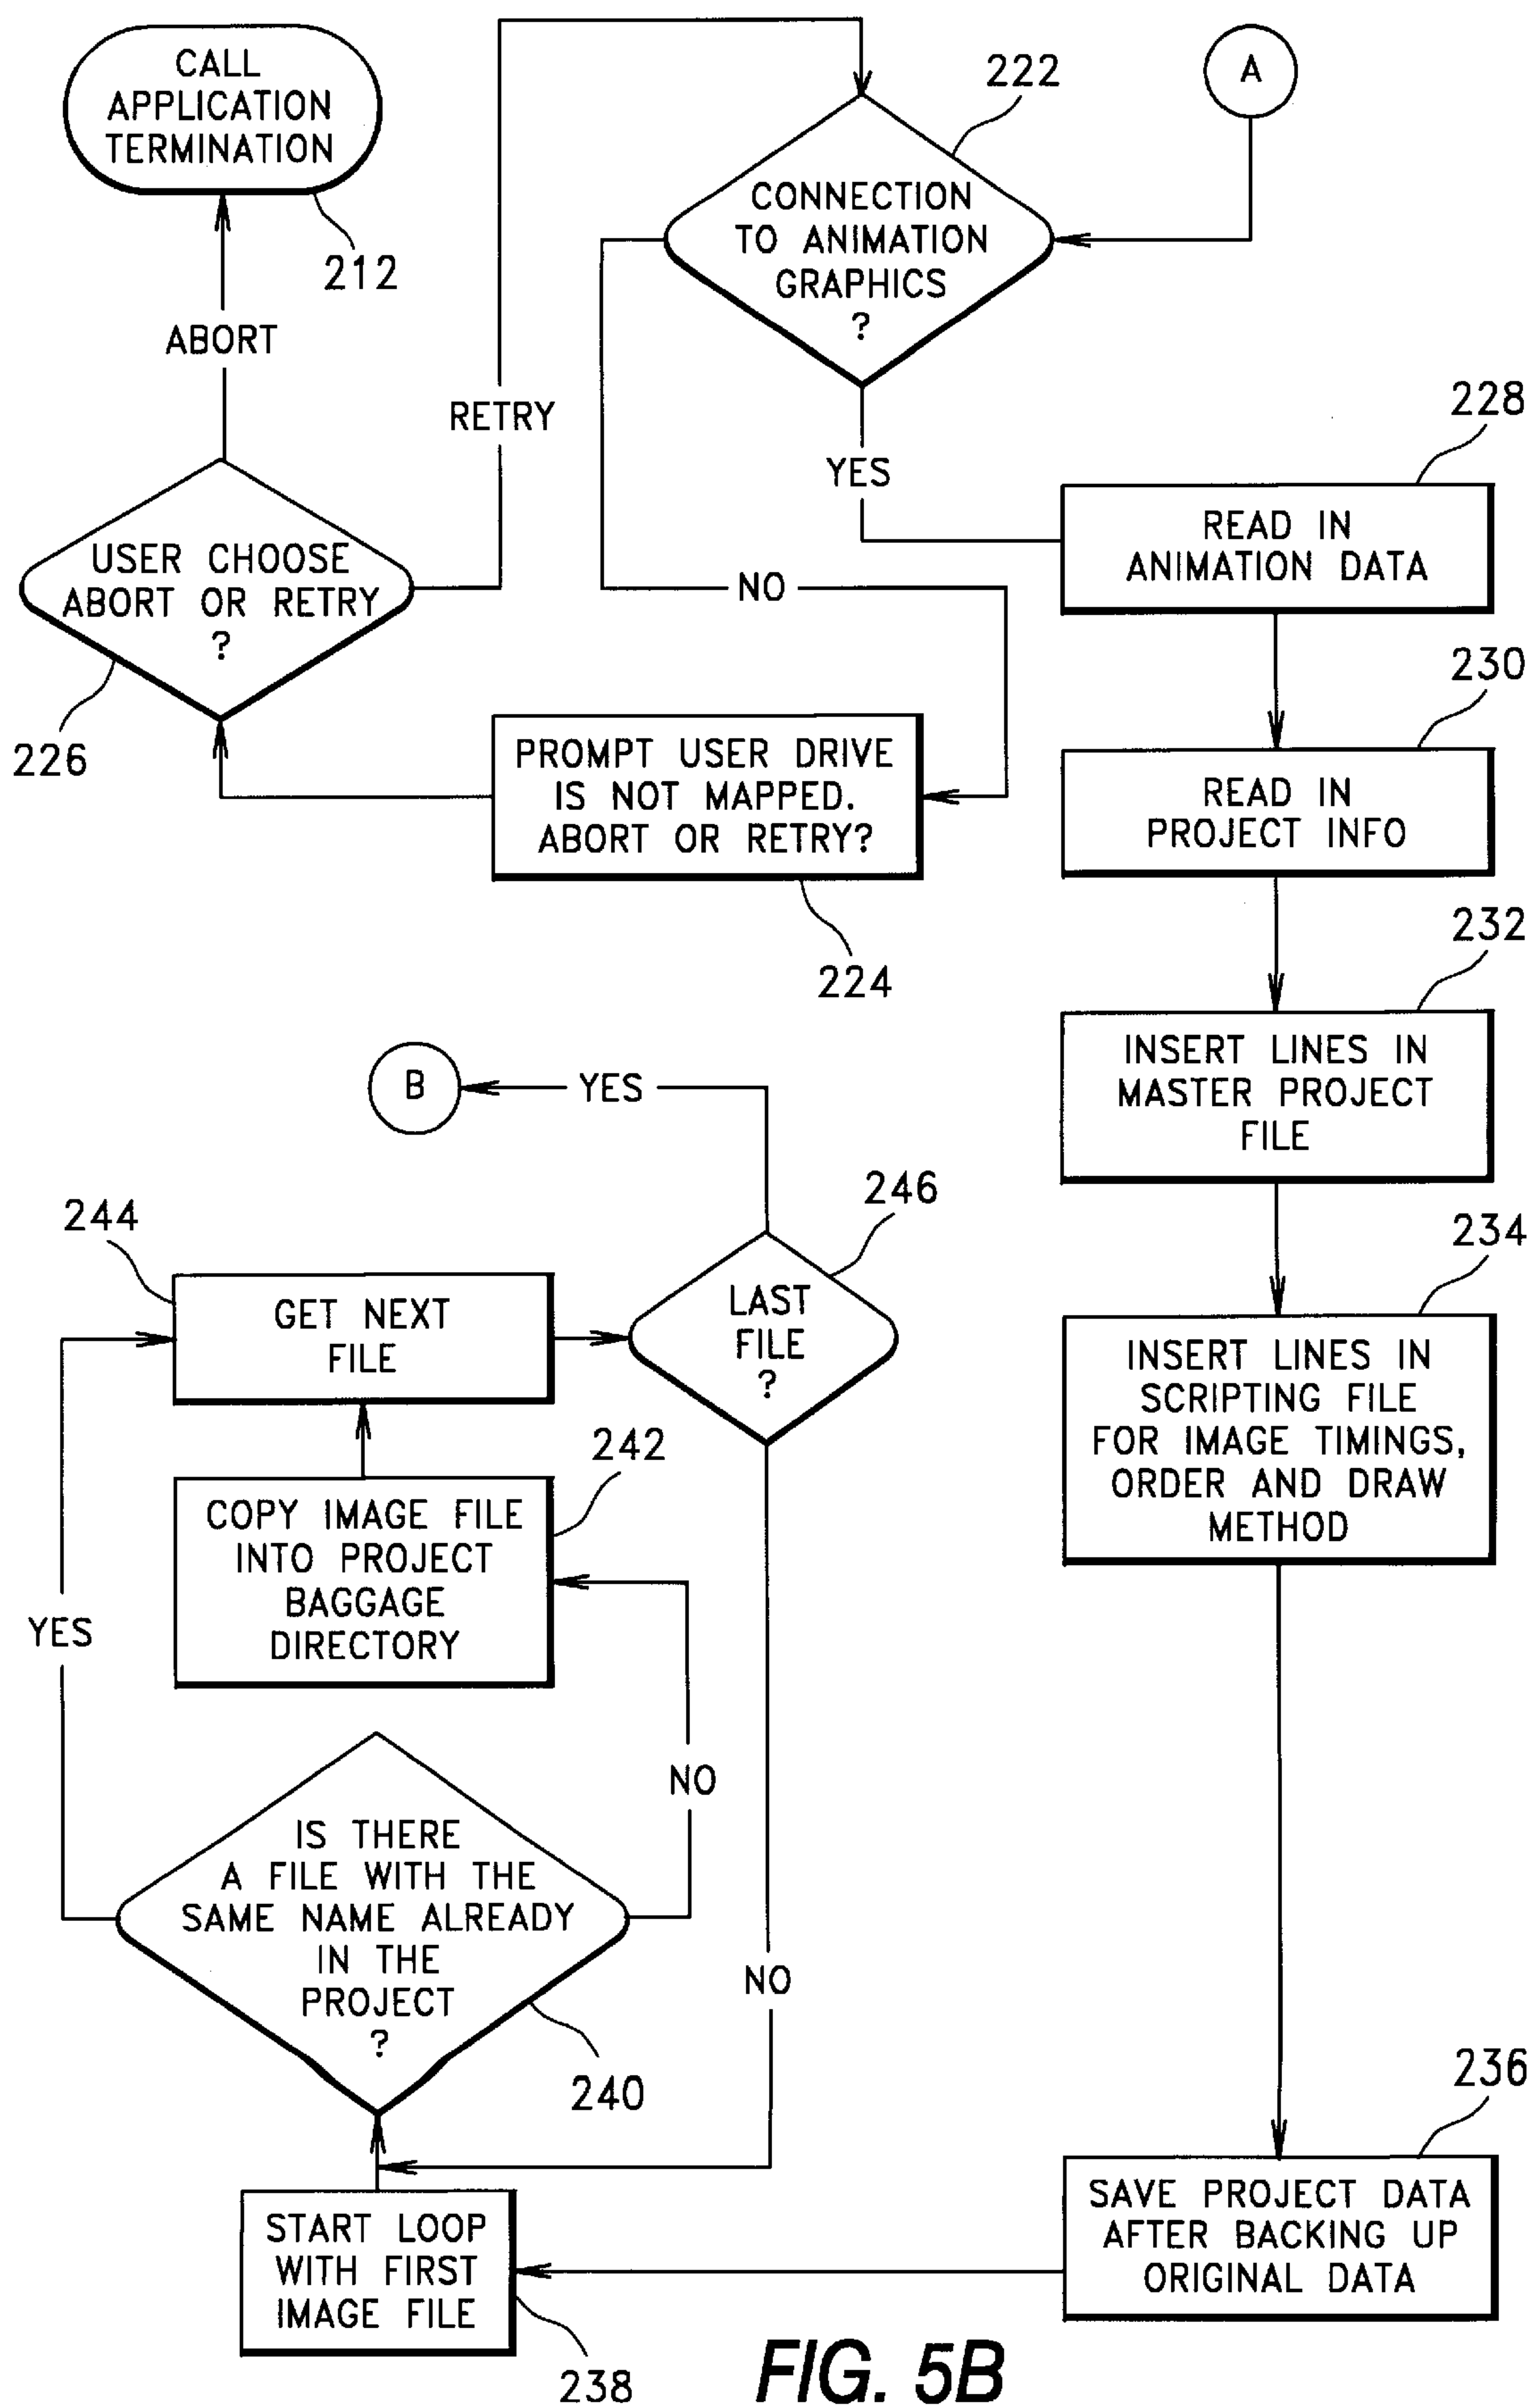 CALL
APPLICATION
TERMINATION
212
ABORT
RETRY
USER CHOOSE
ABORT OR RETRY
?
226
222
A
CONNECTION
TO ANIMATION
GRAPHICS
?
YES
NO
PROMPT USER DRIVE
IS NOT MAPPED.
ABORT OR RETRY?
224
228
READ IN
ANIMATION DATA
230
READ IN
PROJECT INFO
232
INSERT LINES IN
MASTER PROJECT
FILE
234
INSERT LINES IN
SCRIPTING FILE
FOR IMAGE TIMINGS,
ORDER AND DRAW
METHOD
236
SAVE PROJECT DATA
AFTER BACKING UP
ORIGINAL DATA
B
YES
246
LAST
FILE
?
NO
244
GET NEXT
FILE
242
COPY IMAGE FILE
INTO PROJECT
BAGGAGE
DIRECTORY
YES
NO
IS THERE
A FILE WITH THE
SAME NAME ALREADY
IN THE
PROJECT
?
240
START LOOP
WITH FIRST
IMAGE FILE
238
FIG. 5B